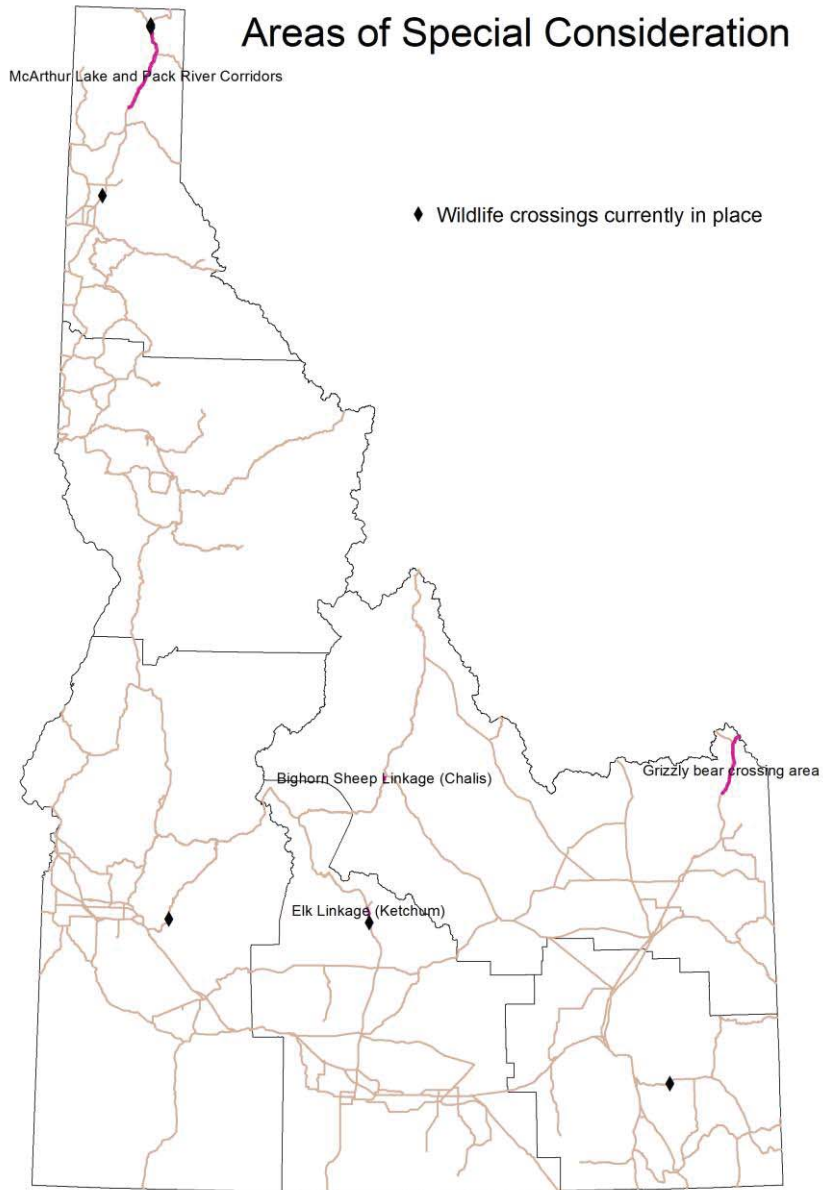 Areas of Special Consideration
McArthur Lake and Pack River Corridors
Wildlife crossings currently in place
Grizzly bear crossing area
Bighorn Sheep Linkage (Chalis)
Elk Linkage (Ketchum)